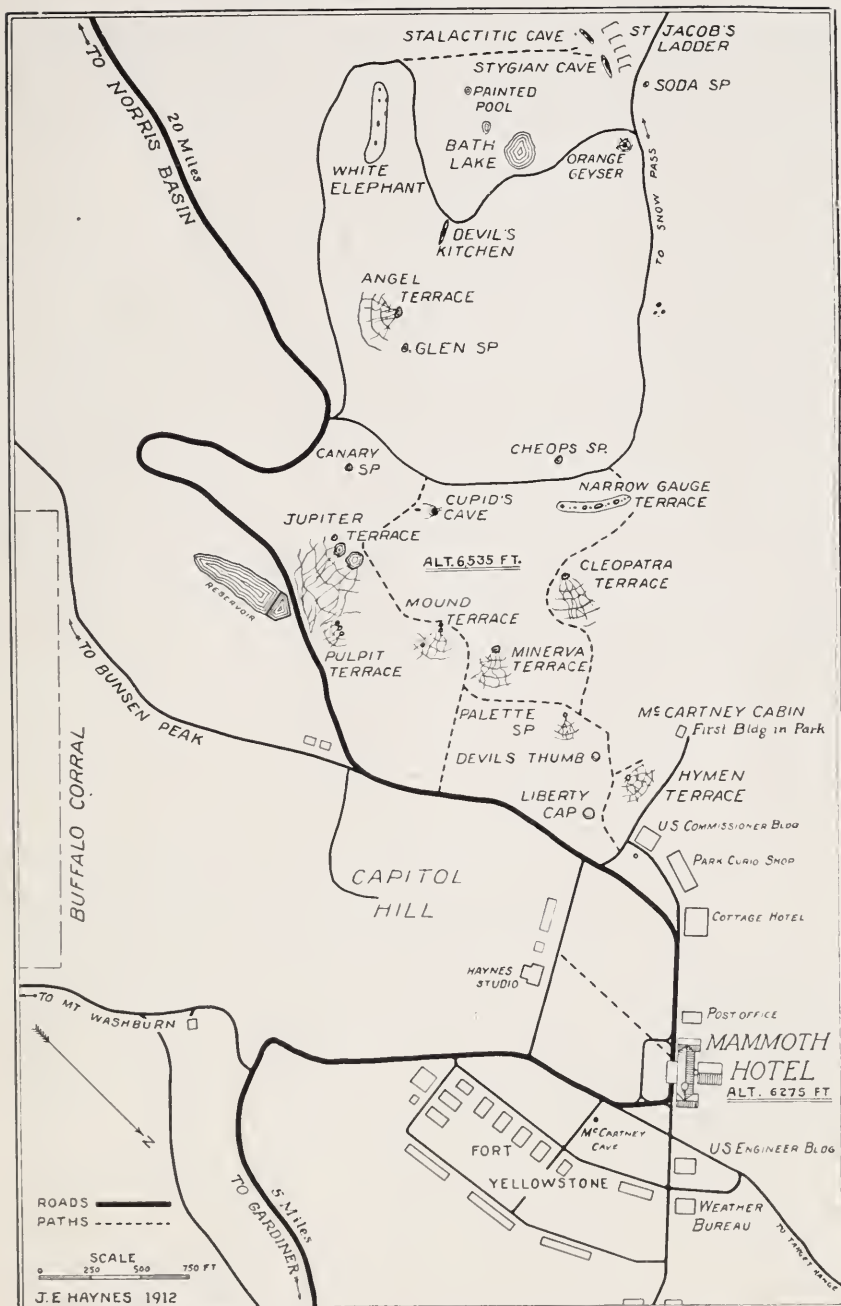 STALACTITIC CAVE
ST JACOB'S
LADDER
STYGIAN CAVE
SODA SP
PAINTED
POOL
BATH
LAKE
ORANGE
GEYSER
WHITE
ELEPHANT
TO NORRIS BASIN
20 Miles
TO SNOW PASS
DEVIL'S
KITCHEN
ANGEL
TERRACE
GLEN SP
CANARY
SP
CHEOPS SP.
CUPID'S
CAVE
NARROW GAUGE
TERRACE
JUPITER
TERRACE
ALT. 6,535 FT.
CLEOPATRA
TERRACE
RESERVOIR
MOUND
TERRACE
PULPIT
TERRACE
MINERVA
TERRACE
TO BUNSEN PEAK
BUFFALO CORRAL
PALETTE
SP
McCARTNEY CABIN
First Bldg in Park
DEVILS THUMB
HYMEN
TERRACE
LIBERTY
CAP
US COMMISSIONER BLDG
PARK CURIO SHOP
CAPITOL
HILL
COTTAGE HOTEL
HAYNES
STUDIO
TO MT WASHBURN
POST OFFICE
MAMMOTH
HOTEL
ALT. 6275 FT
N
McCARTNEY
CAVE
FORT
YELLOWSTONE
US ENGINEER BLDG
WEATHER
BUREAU
TO TARGET RANGE
5 Miles
TO GARDINER
ROADS
PATHS
SCALE
0 250 500 750 FT
J.E HAYNES 1912